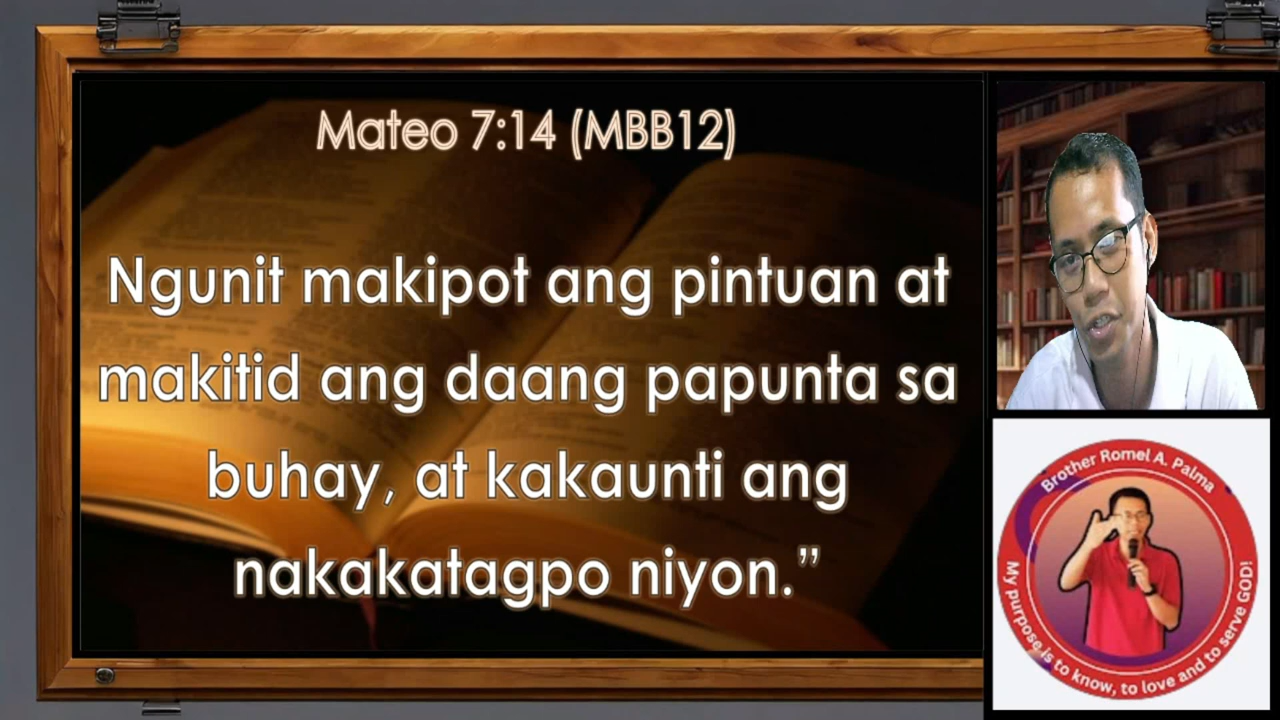 Mateo 7:14 (MBB12)
Ngunit makipot ang pintuan at
makitid ang daang papunta sa
buhay, at kakaunti ang
nakakatagpo niyon.”
Brother Romel A. Palma
My purpose is to know, to love and to serve GOD!